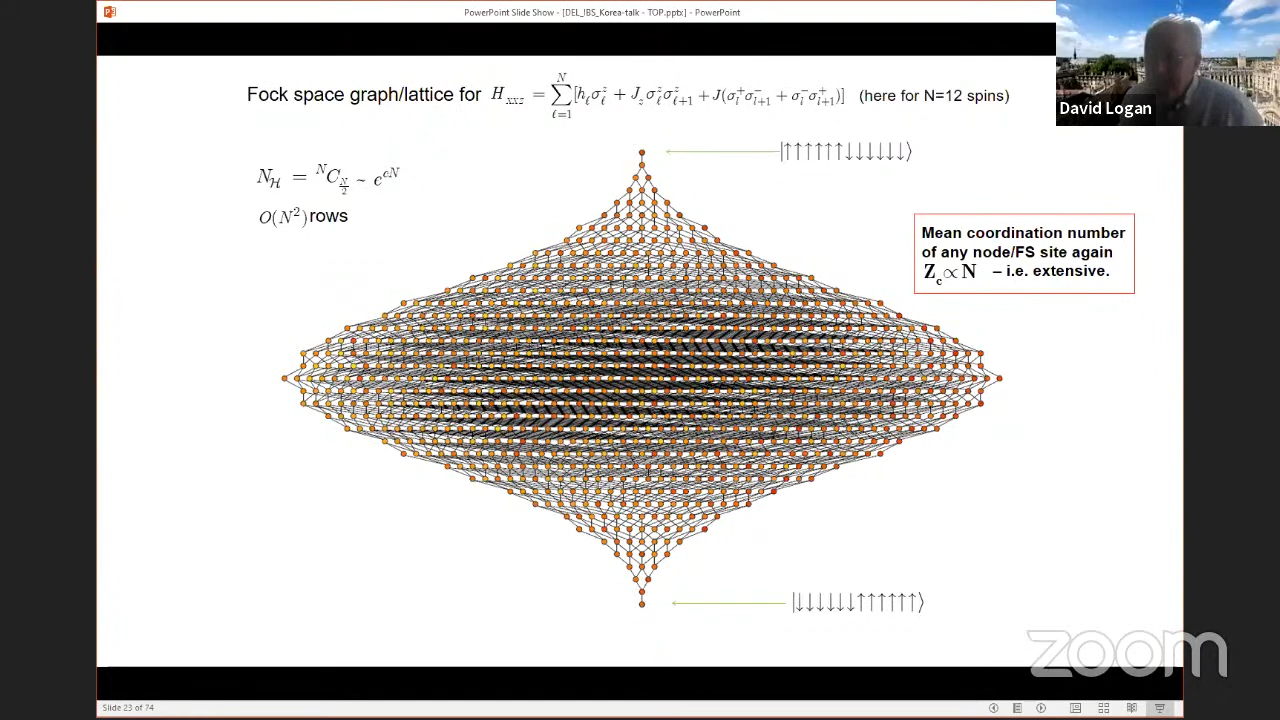 PowerPoint Slide Show - [DEL_IBS_Korea-talk - TOP.pptx] - PowerPoint
David Logan
Fock space graph/lattice for H_xxz = ∑_{ℓ=1}^{N} [h_ℓ σ_ℓ^z + J_z σ_ℓ^z σ_{ℓ+1}^z + J(σ_l^+ σ_{l+1}^- + σ_l^- σ_{l+1}^+)] (here for N=12 spins)
|↑↑↑↑↑↑↓↓↓↓↓↓⟩
N_ℋ = ^N C_{N/2} ~ e^{cN}
O(N²) rows
Mean coordination number
of any node/FS site again
Z_c ∝ N – i.e. extensive.
|↓↓↓↓↓↓↑↑↑↑↑↑⟩
zoom
Slide 23 of 74